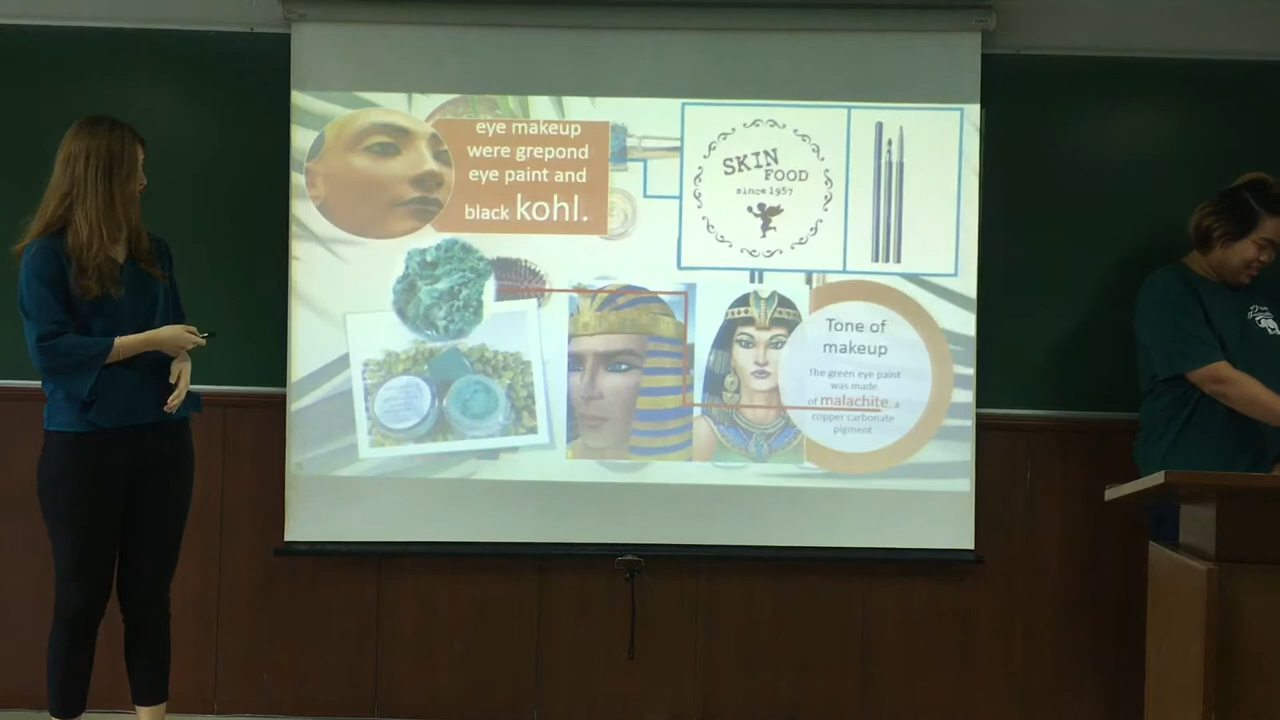 eye makeup
were grepond
eye paint and
black kohl.
SKIN
FOOD
since 1957
Tone of
makeup
The green eye paint
was made
of malachite, a
copper carbonate
pigment